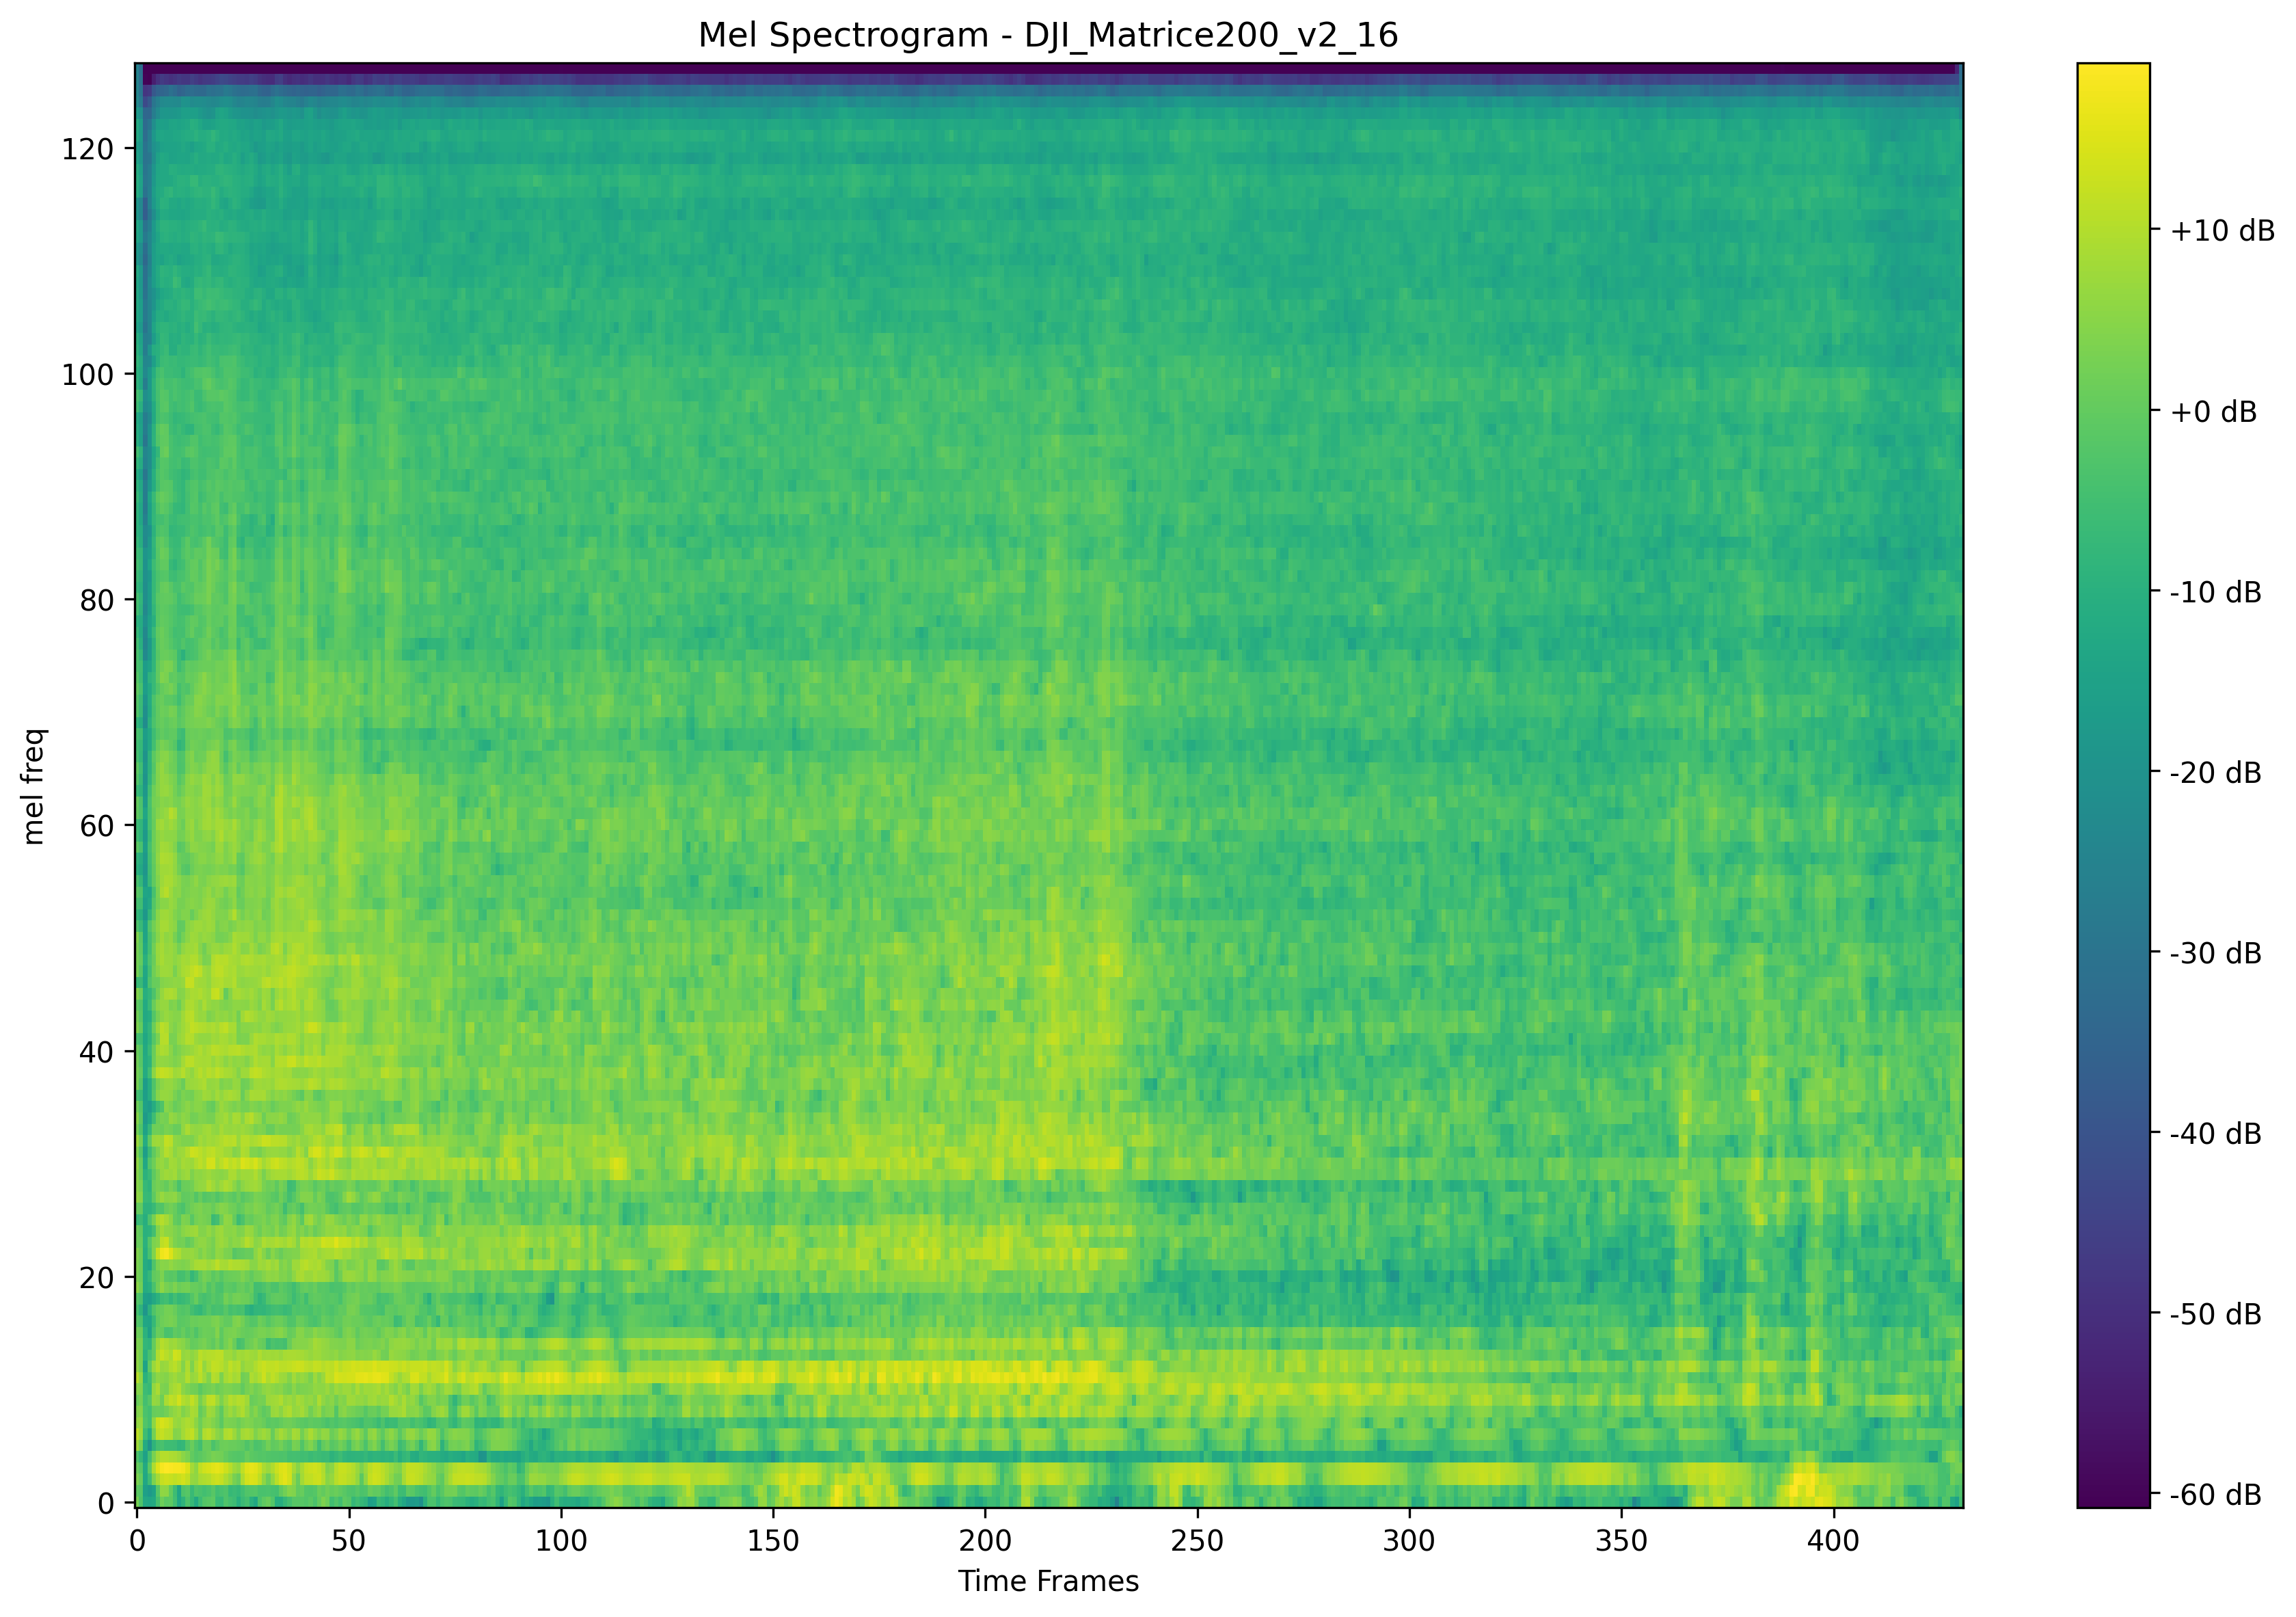 Mel Spectrogram - DJI_Matrice200_v2_16
mel freq
120
100
80
60
40
20
0
0 50 100 150 200 250 300 350 400
Time Frames
+10 dB
+0 dB
-10 dB
-20 dB
-30 dB
-40 dB
-50 dB
-60 dB